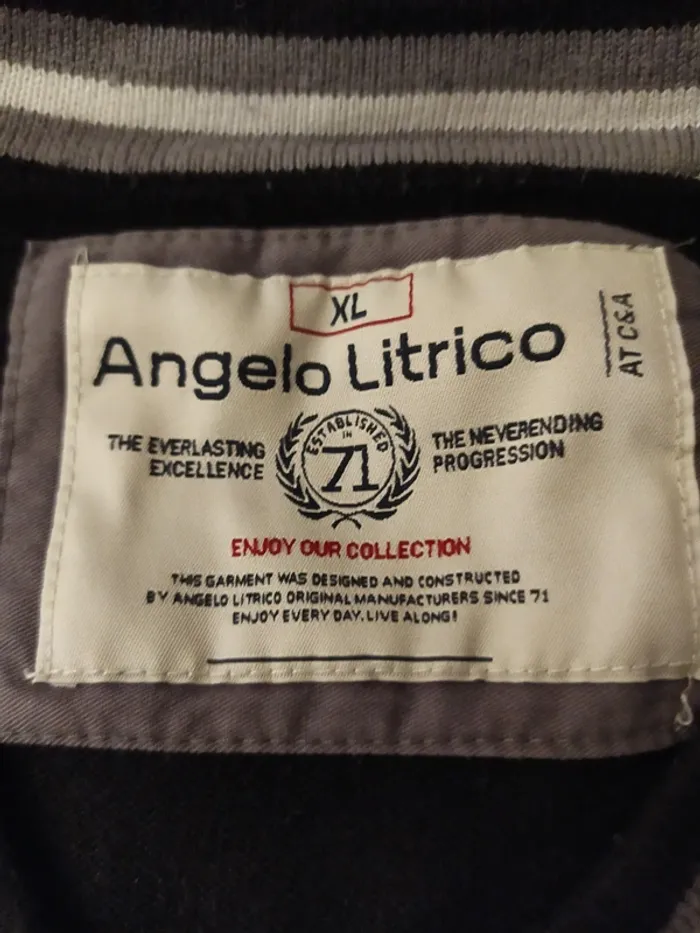 XL
Angelo Litrico
AT C&A
THE EVERLASTING
EXCELLENCE
ESTABLISHED
IN
71
THE NEVERENDING
PROGRESSION
ENJOY OUR COLLECTION
THIS GARMENT WAS DESIGNED AND CONSTRUCTED
BY ANGELO LITRICO ORIGINAL MANUFACTURERS SINCE 71
ENJOY EVERY DAY. LIVE ALONG!